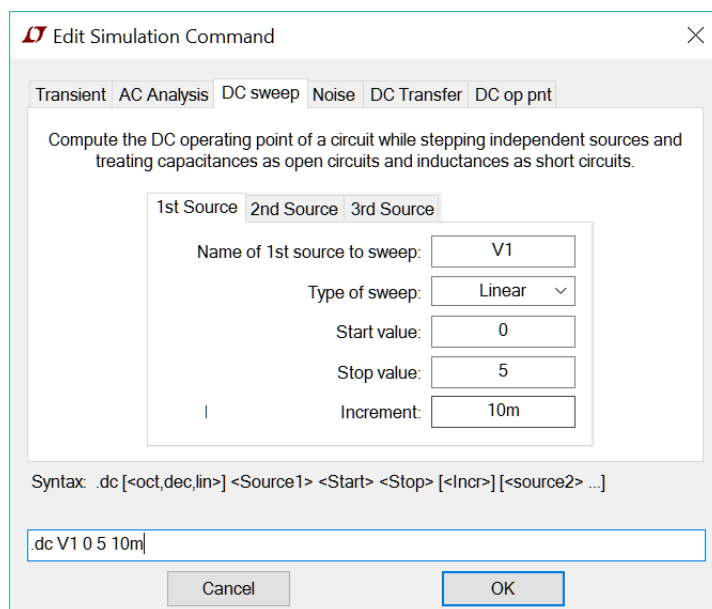 Edit Simulation Command
Transient AC Analysis DC sweep Noise DC Transfer DC op pnt
Compute the DC operating point of a circuit while stepping independent sources and
treating capacitances as open circuits and inductances as short circuits.
1st Source 2nd Source 3rd Source
Name of 1st source to sweep: V1
Type of sweep: Linear
Start value: 0
Stop value: 5
Increment: 10m
Syntax: .dc [<oct,dec,lin>] <Source1> <Start> <Stop> [<Incr>] [<source2> ...]
.dc V1 0 5 10m
Cancel OK